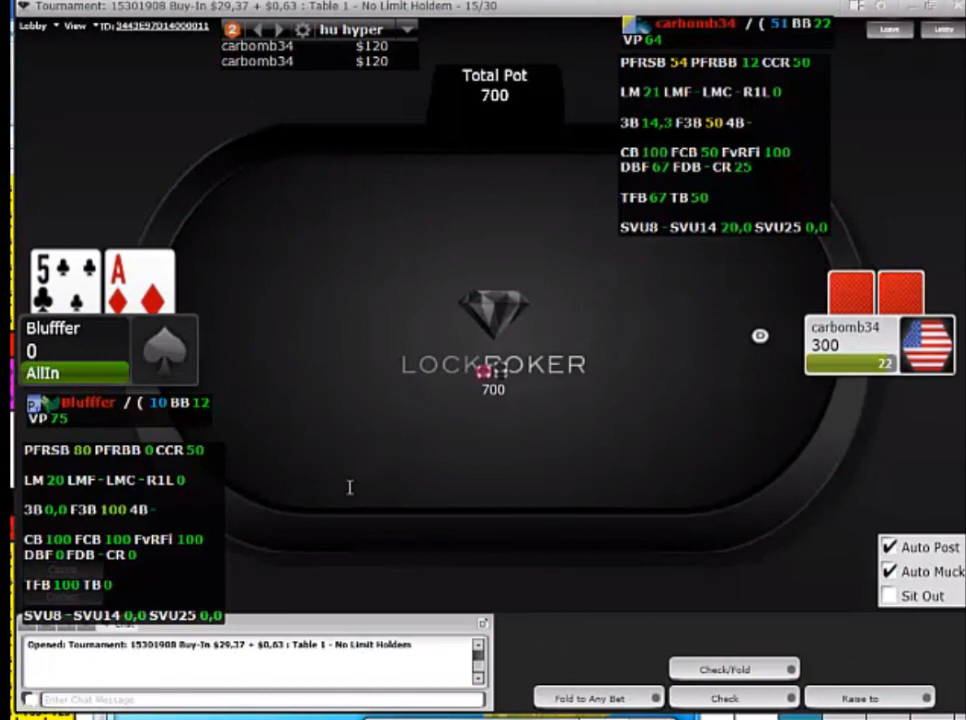 Tournament: 15301908 Buy-In $29,37 + $0,63 : Table 1 - No Limit Holdem - 15/30
Lobby View *ID: 3443E97D14000011
2 hu hyper
carbomb34 $120
carbomb34 $120
Total Pot
700
carbomb34 / ( 51 BB 22
VP 64
PFRSB 54 PFRBB 12 CCR 50
LM 21 LMF - LMC - R1L 0
3B 14,3 F3B 50 4B -
CB 100 FCB 50 FvRFi 100
DBF 67 FDB - CR 25
TFB 67 TB 50
SVU8 - SVU14 20,0 SVU25 0,0
Leave Lobby
5 A
Blufffer
0
AllIn
LOCKPOKER
700
D
carbomb34
300
22
Blufffer / ( 10 BB 12
VP 75
PFRSB 80 PFRBB 0 CCR 50
LM 20 LMF - LMC - R1L 0
3B 0,0 F3B 100 4B -
CB 100 FCB 100 FvRFi 100
DBF 0 FDB - CR 0
TFB 100 TB 0
SVU8 - SVU14 0,0 SVU25 0,0
Auto Post
Auto Muck
Sit Out
Chat
Opened: Tournament: 15301908 Buy-In $29,37 + $0,63 : Table 1 - No Limit Holdem
Enter Chat Message
Check/Fold
Fold to Any Bet Check Raise to